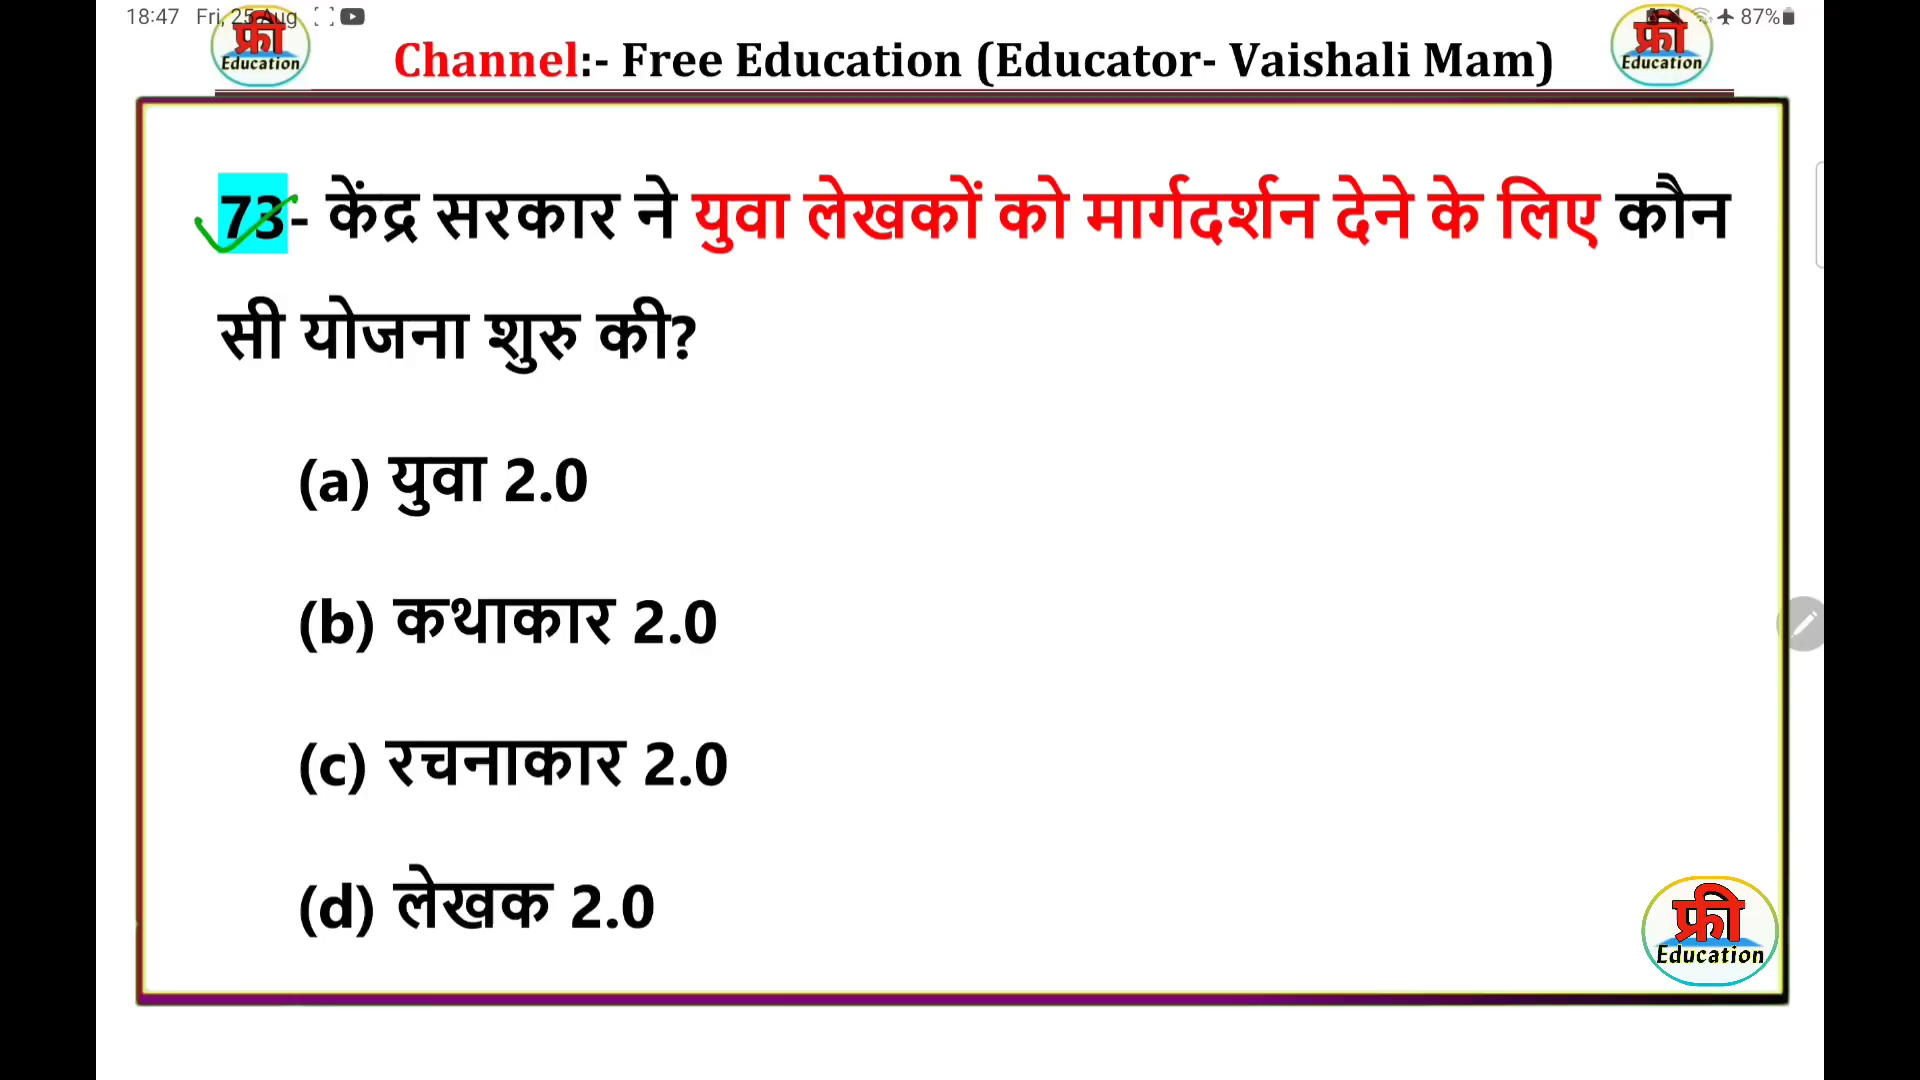 18:47 Fri, 25 Aug 87%
फ्री Education
Channel:- Free Education (Educator- Vaishali Mam)
फ्री Education
73- केंद्र सरकार ने युवा लेखकों को मार्गदर्शन देने के लिए कौन
सी योजना शुरु की?
(a) युवा 2.0
(b) कथाकार 2.0
(c) रचनाकार 2.0
(d) लेखक 2.0
फ्री
Education